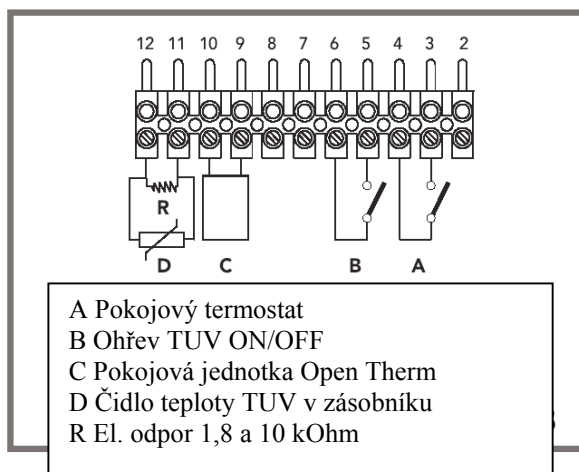 12 11 10 9 8 7 6 5 4 3 2
R
D C B A
A Pokojový termostat
B Ohřev TUV ON/OFF
C Pokojová jednotka Open Therm
D Čidlo teploty TUV v zásobníku
R El. odpor 1,8 a 10 kOhm